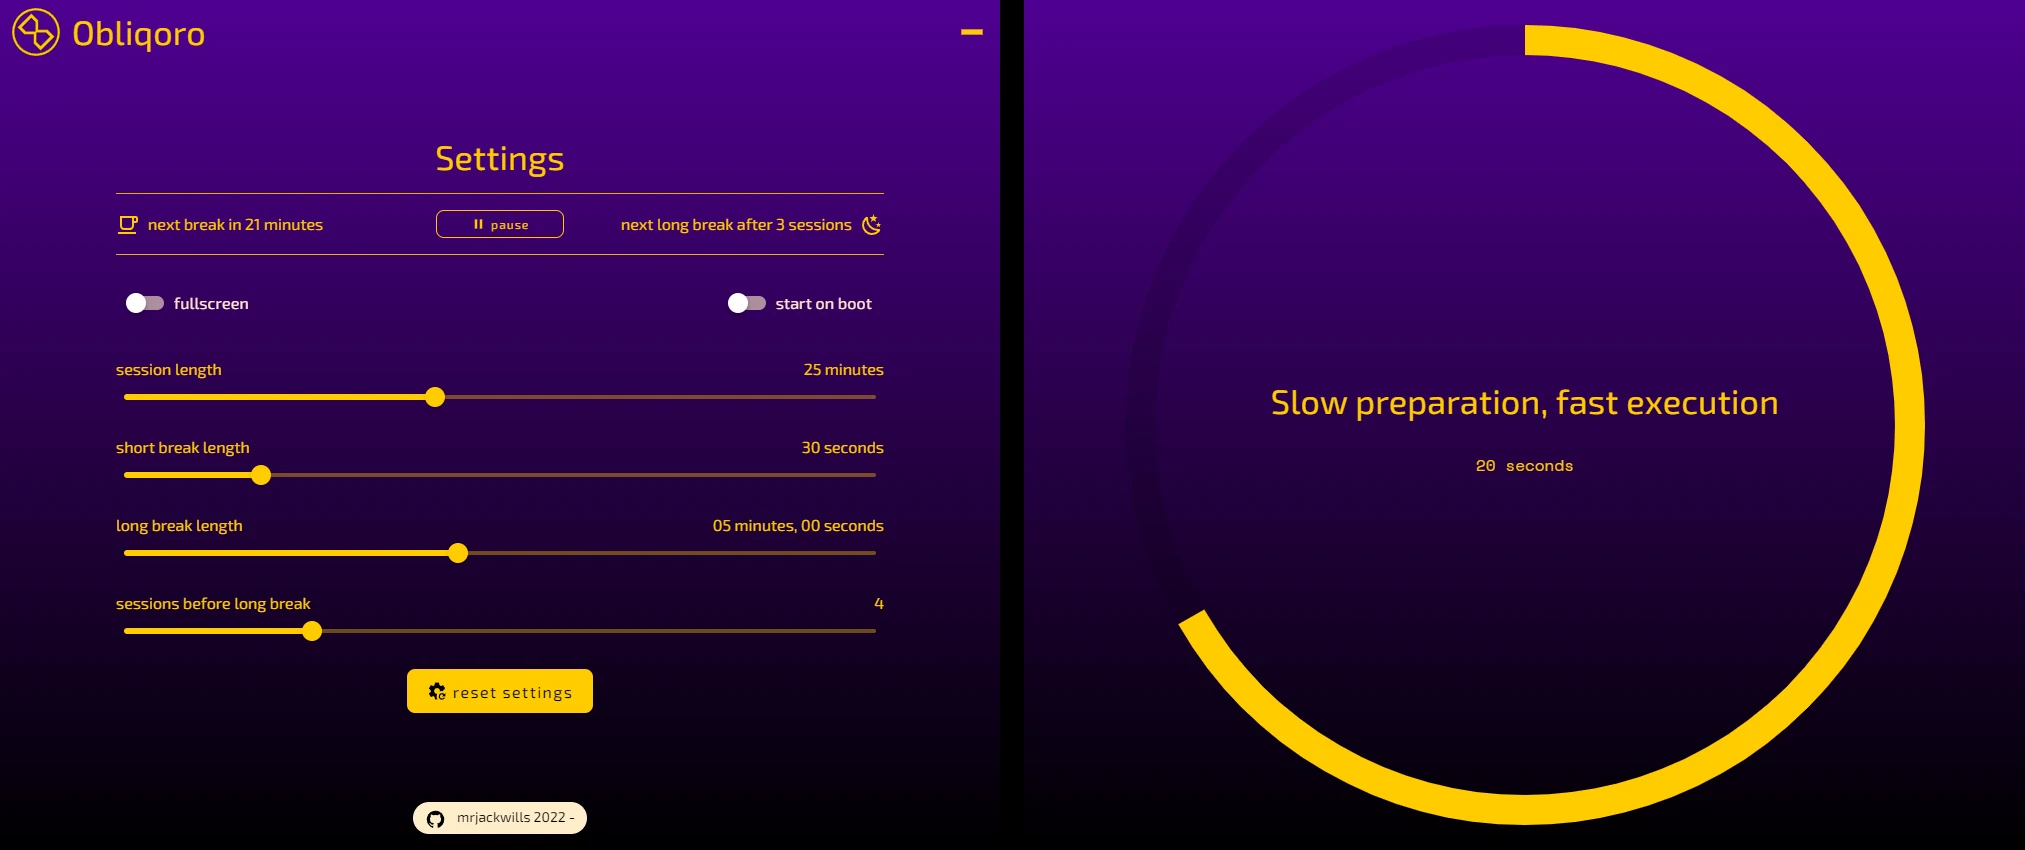 Obliqoro
Settings
next break in 21 minutes
pause
next long break after 3 sessions
fullscreen
start on boot
session length
25 minutes
short break length
30 seconds
long break length
05 minutes, 00 seconds
sessions before long break
4
reset settings
mrjackwills 2022 -
Slow preparation, fast execution
20 seconds